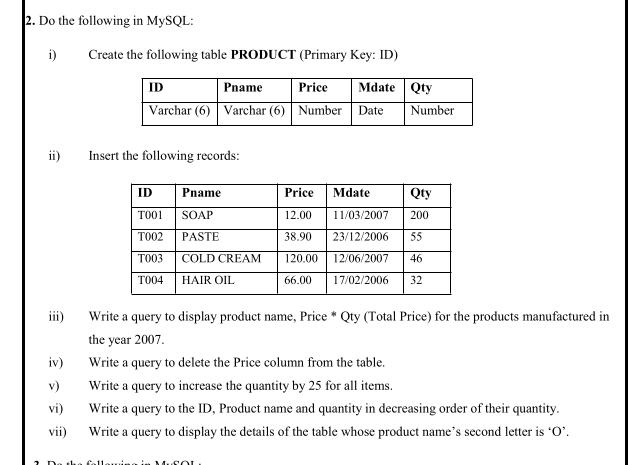 2. Do the following in MySQL:
i) Create the following table PRODUCT (Primary Key: ID)
ID Pname Price Mdate Qty
Varchar (6) Varchar (6) Number Date Number
ii) Insert the following records:
ID Pname Price Mdate Qty
T001 SOAP 12.00 11/03/2007 200
T002 PASTE 38.90 23/12/2006 55
T003 COLD CREAM 120.00 12/06/2007 46
T004 HAIR OIL 66.00 17/02/2006 32
iii) Write a query to display product name, Price * Qty (Total Price) for the products manufactured in
the year 2007.
iv) Write a query to delete the Price column from the table.
v) Write a query to increase the quantity by 25 for all items.
vi) Write a query to the ID, Product name and quantity in decreasing order of their quantity.
vii) Write a query to display the details of the table whose product name’s second letter is ‘O’.
3. Do the following in MySQL: